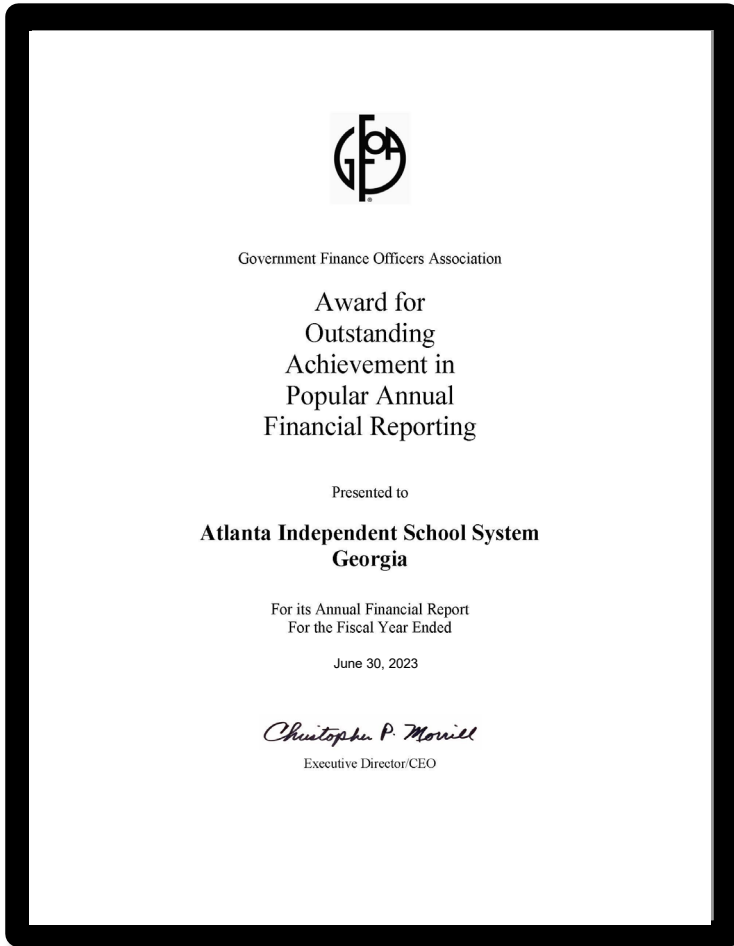 GFOA
®
Government Finance Officers Association
Award for
Outstanding
Achievement in
Popular Annual
Financial Reporting
Presented to
Atlanta Independent School System
Georgia
For its Annual Financial Report
For the Fiscal Year Ended
June 30, 2023
Christopher P. Morrill
Executive Director/CEO